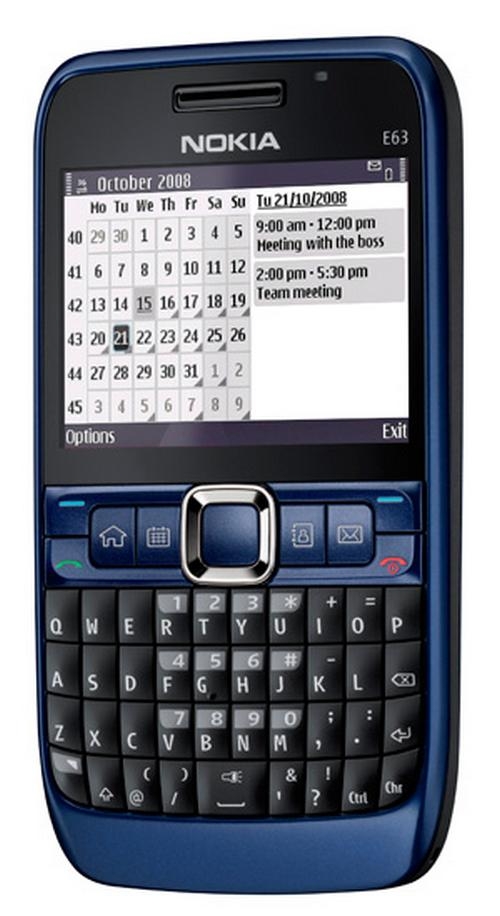 NOKIA
E63
October 2008
Mo Tu We Th Fr Sa Su
40 29 30 1 2 3 4 5
41 6 7 8 9 10 11 12
42 13 14 15 16 17 18 19
43 20 21 22 23 24 25 26
44 27 28 29 30 31 1 2
45 3 4 5 6 7 8 9
Tu 21/10/2008
9:00 am - 12:00 pm
Meeting with the boss
2:00 pm - 5:30 pm
Team meeting
Options
Exit
1 2 3 * + =
Q W E R T Y U I O P
4 5 6 # -
A S D F G H J K L
7 8 9 0 ; :
Z X C V B N M , .
( ) & !
@ / ' ? Ctrl Chr